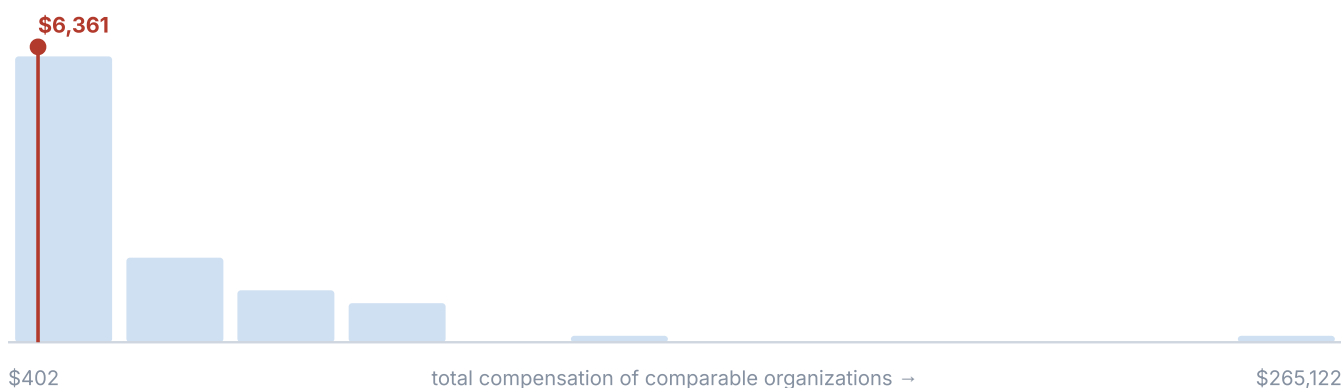 $6,361
$402 total compensation of comparable organizations → $265,122